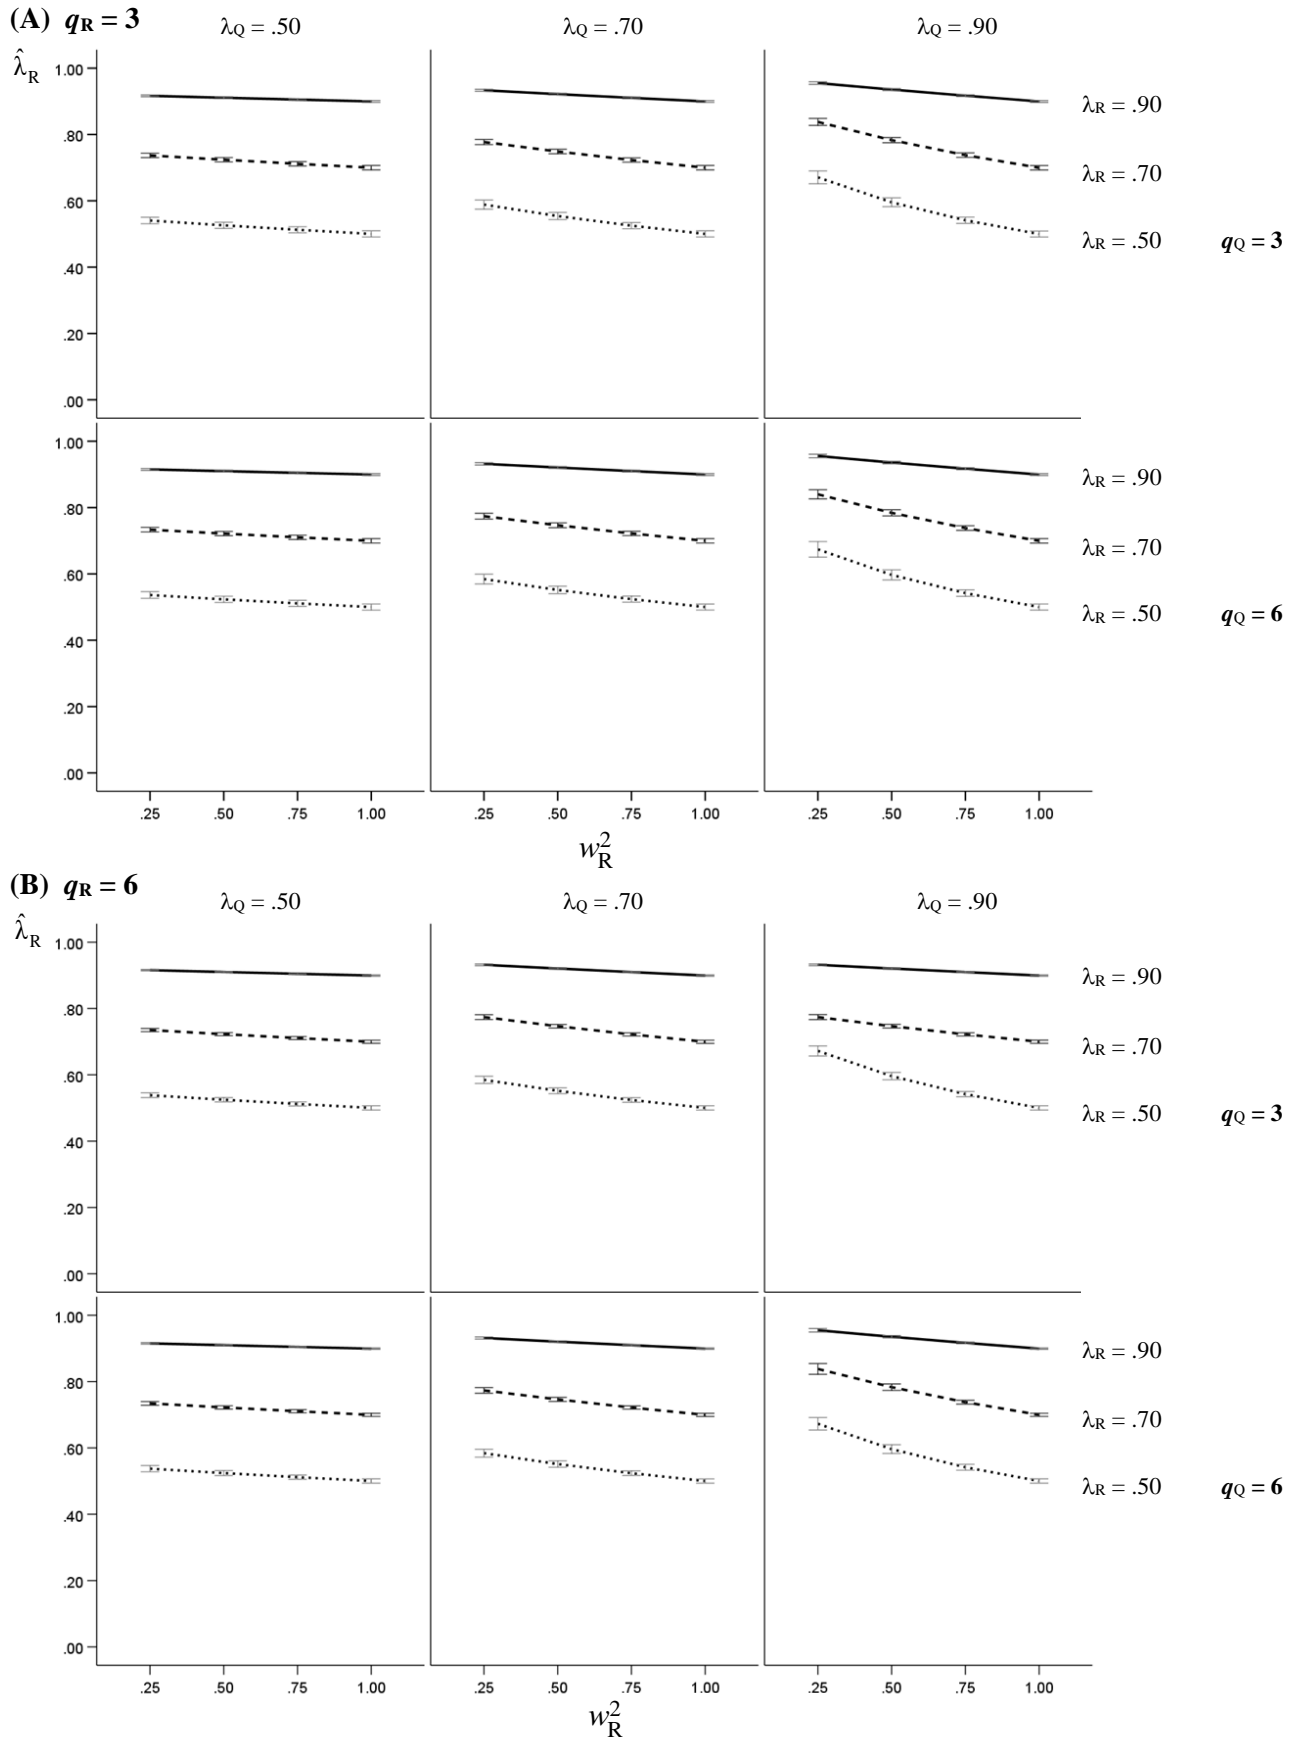 (A) qR = 3
λQ = .50 λQ = .70 λQ = .90
λ̂R
1.00
.80
.60
.40
.20
.00
λR = .90
λR = .70
λR = .50 qQ = 3
1.00
.80
.60
.40
.20
.00
λR = .90
λR = .70
λR = .50 qQ = 6
.25 .50 .75 1.00 .25 .50 .75 1.00 .25 .50 .75 1.00
w²R
(B) qR = 6
λQ = .50 λQ = .70 λQ = .90
λ̂R
1.00
.80
.60
.40
.20
.00
λR = .90
λR = .70
λR = .50 qQ = 3
1.00
.80
.60
.40
.20
.00
λR = .90
λR = .70
λR = .50 qQ = 6
.25 .50 .75 1.00 .25 .50 .75 1.00 .25 .50 .75 1.00
w²R